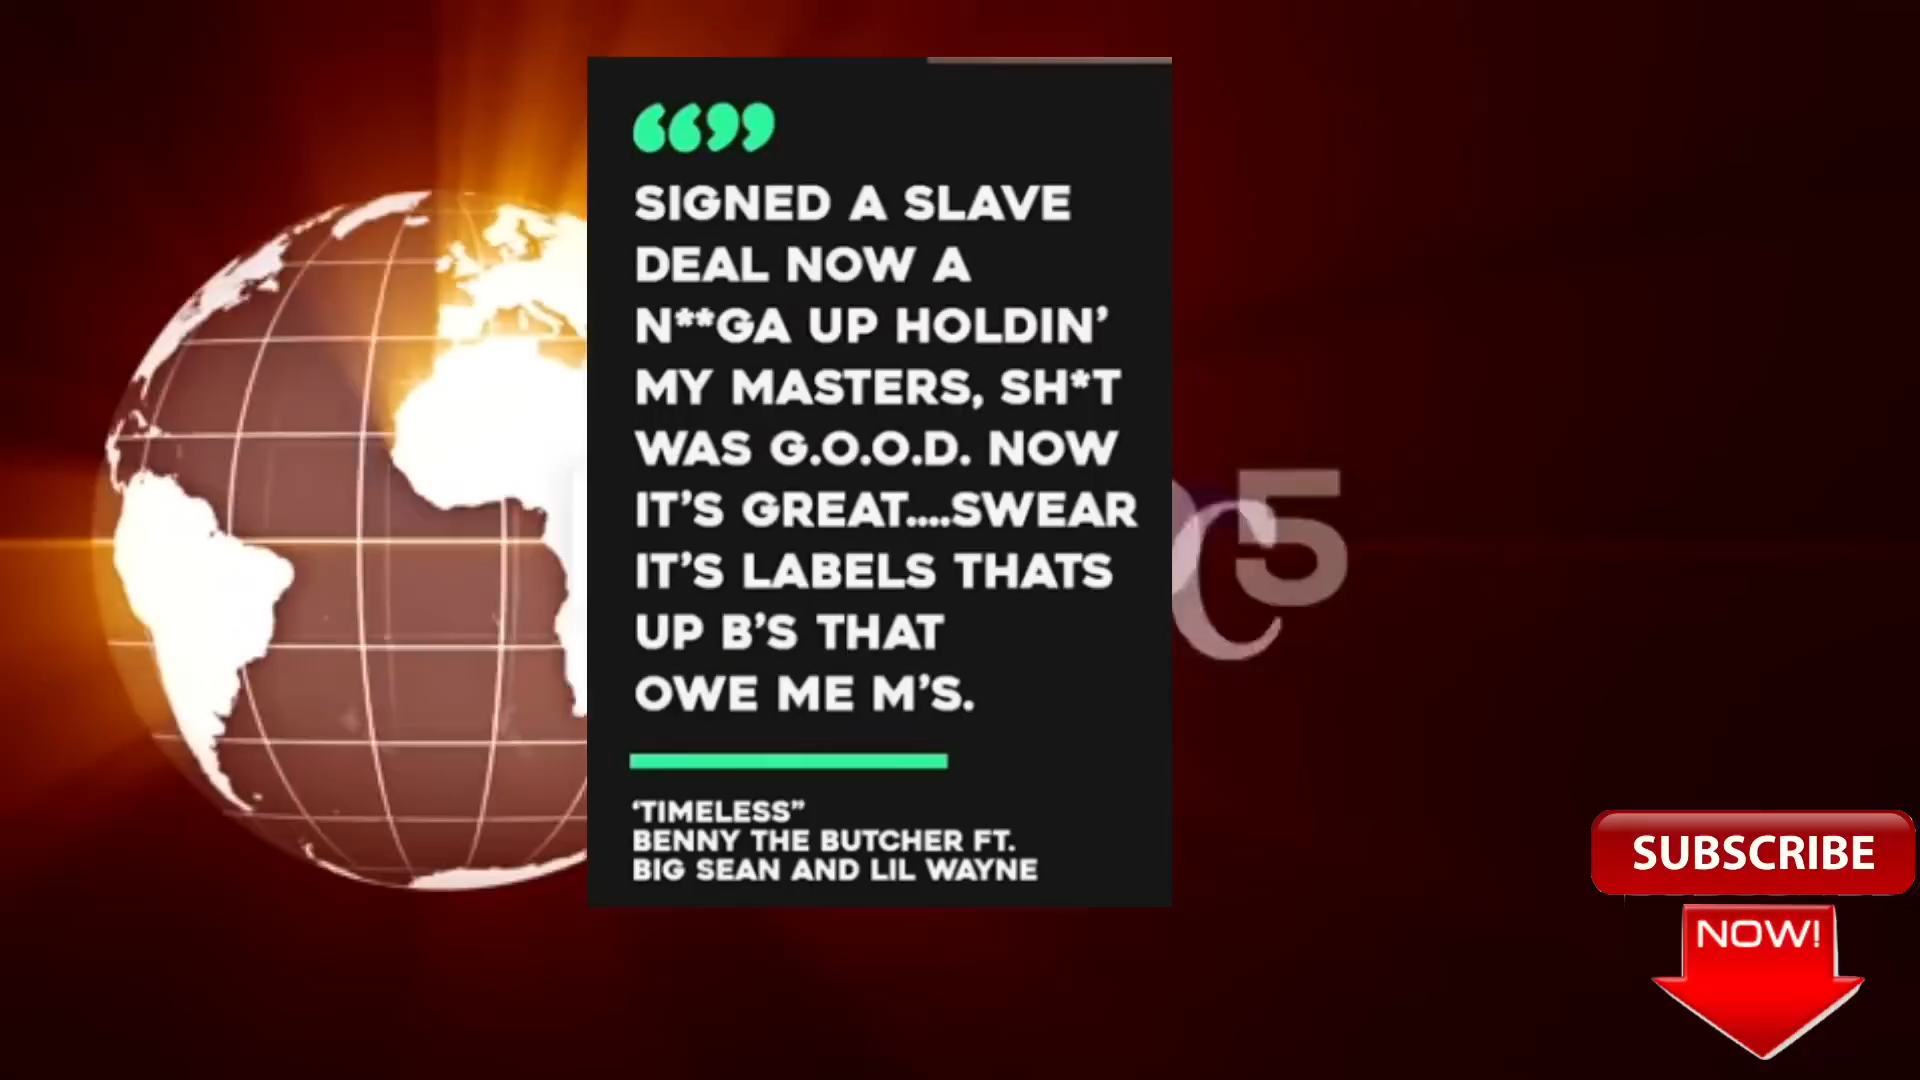 SIGNED A SLAVE
DEAL NOW A
N**GA UP HOLDIN’
MY MASTERS, SH*T
WAS G.O.O.D. NOW
IT’S GREAT....SWEAR
IT’S LABELS THATS
UP B’S THAT
OWE ME M’S.
‘TIMELESS”
BENNY THE BUTCHER FT.
BIG SEAN AND LIL WAYNE
C5
SUBSCRIBE
NOW!